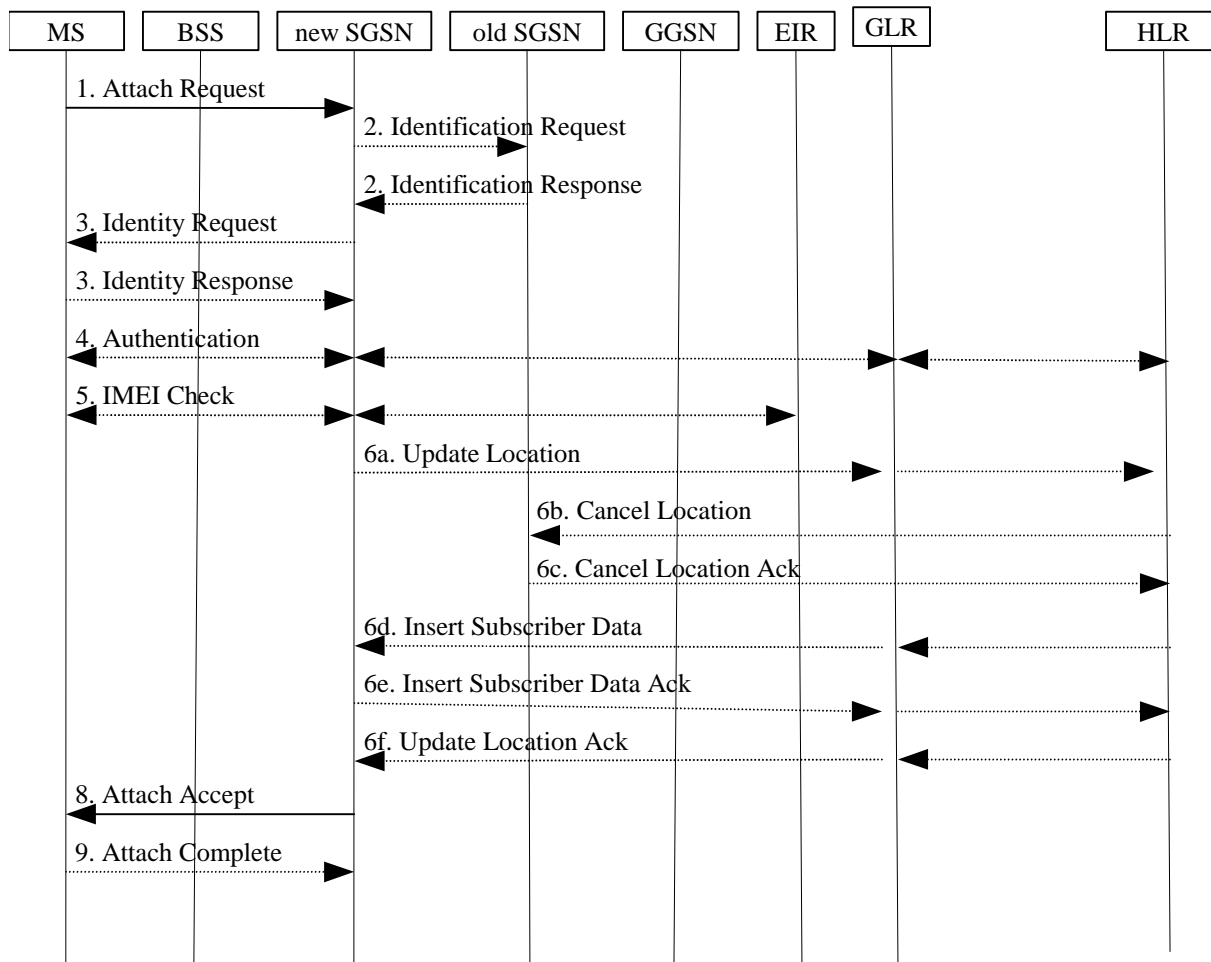 MS BSS new SGSN old SGSN GGSN EIR GLR HLR
1. Attach Request
2. Identification Request
2. Identification Response
3. Identity Request
3. Identity Response
4. Authentication
5. IMEI Check
6a. Update Location
6b. Cancel Location
6c. Cancel Location Ack
6d. Insert Subscriber Data
6e. Insert Subscriber Data Ack
6f. Update Location Ack
8. Attach Accept
9. Attach Complete